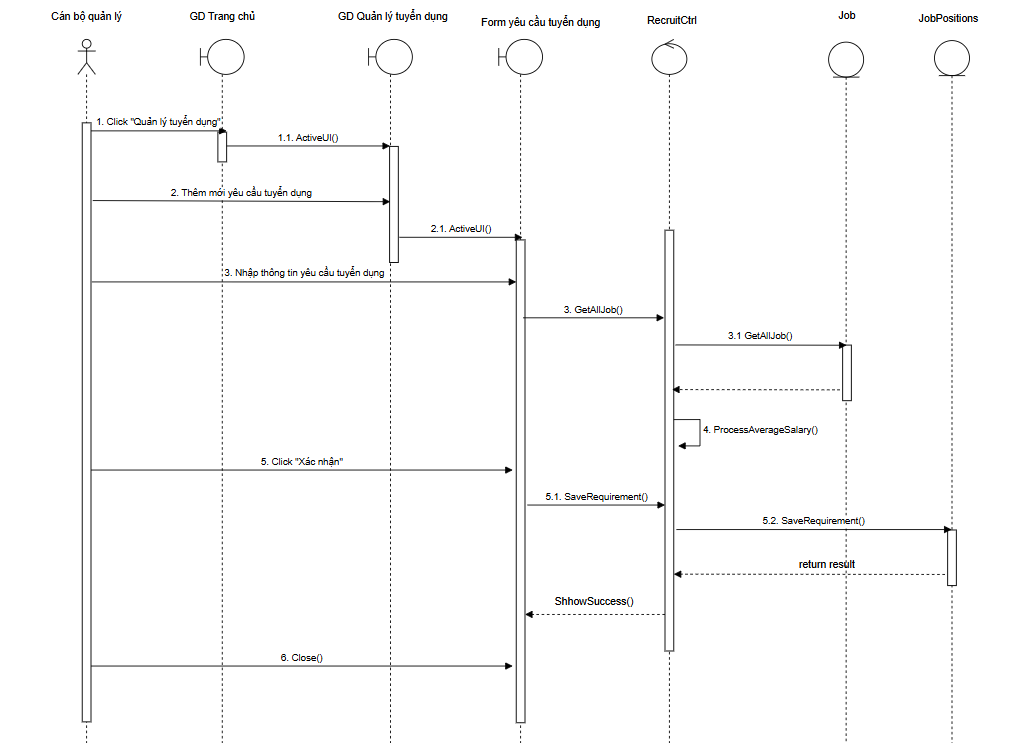 Cán bộ quản lý
GD Trang chủ
GD Quản lý tuyển dụng
Form yêu cầu tuyển dụng
RecruitCtrl
Job
JobPositions
1. Click "Quản lý tuyển dụng"
1.1. ActiveUI()
2. Thêm mới yêu cầu tuyển dụng
2.1. ActiveUI()
3. Nhập thông tin yêu cầu tuyển dụng
3. GetAllJob()
3.1 GetAllJob()
4. ProcessAverageSalary()
5. Click "Xác nhận"
5.1. SaveRequirement()
5.2. SaveRequirement()
return result
ShhowSuccess()
6. Close()